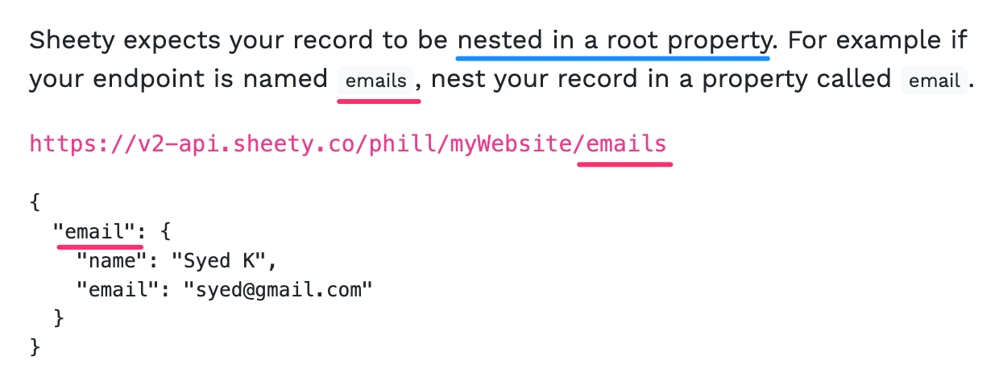 Sheety expects your record to be nested in a root property. For example if
your endpoint is named emails, nest your record in a property called email.
https://v2-api.sheety.co/phill/myWebsite/emails
{
"email": {
"name": "Syed K",
"email": "syed@gmail.com"
}
}